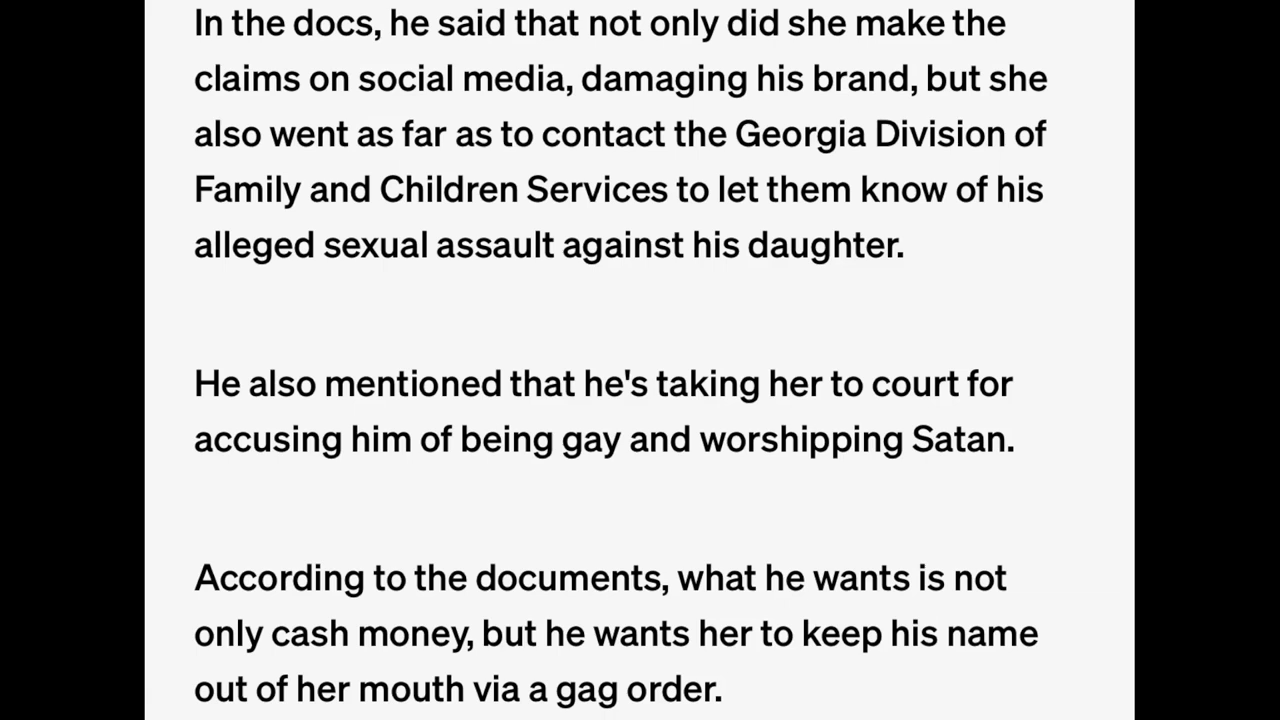 In the docs, he said that not only did she make the
claims on social media, damaging his brand, but she
also went as far as to contact the Georgia Division of
Family and Children Services to let them know of his
alleged sexual assault against his daughter.
He also mentioned that he's taking her to court for
accusing him of being gay and worshipping Satan.
According to the documents, what he wants is not
only cash money, but he wants her to keep his name
out of her mouth via a gag order.